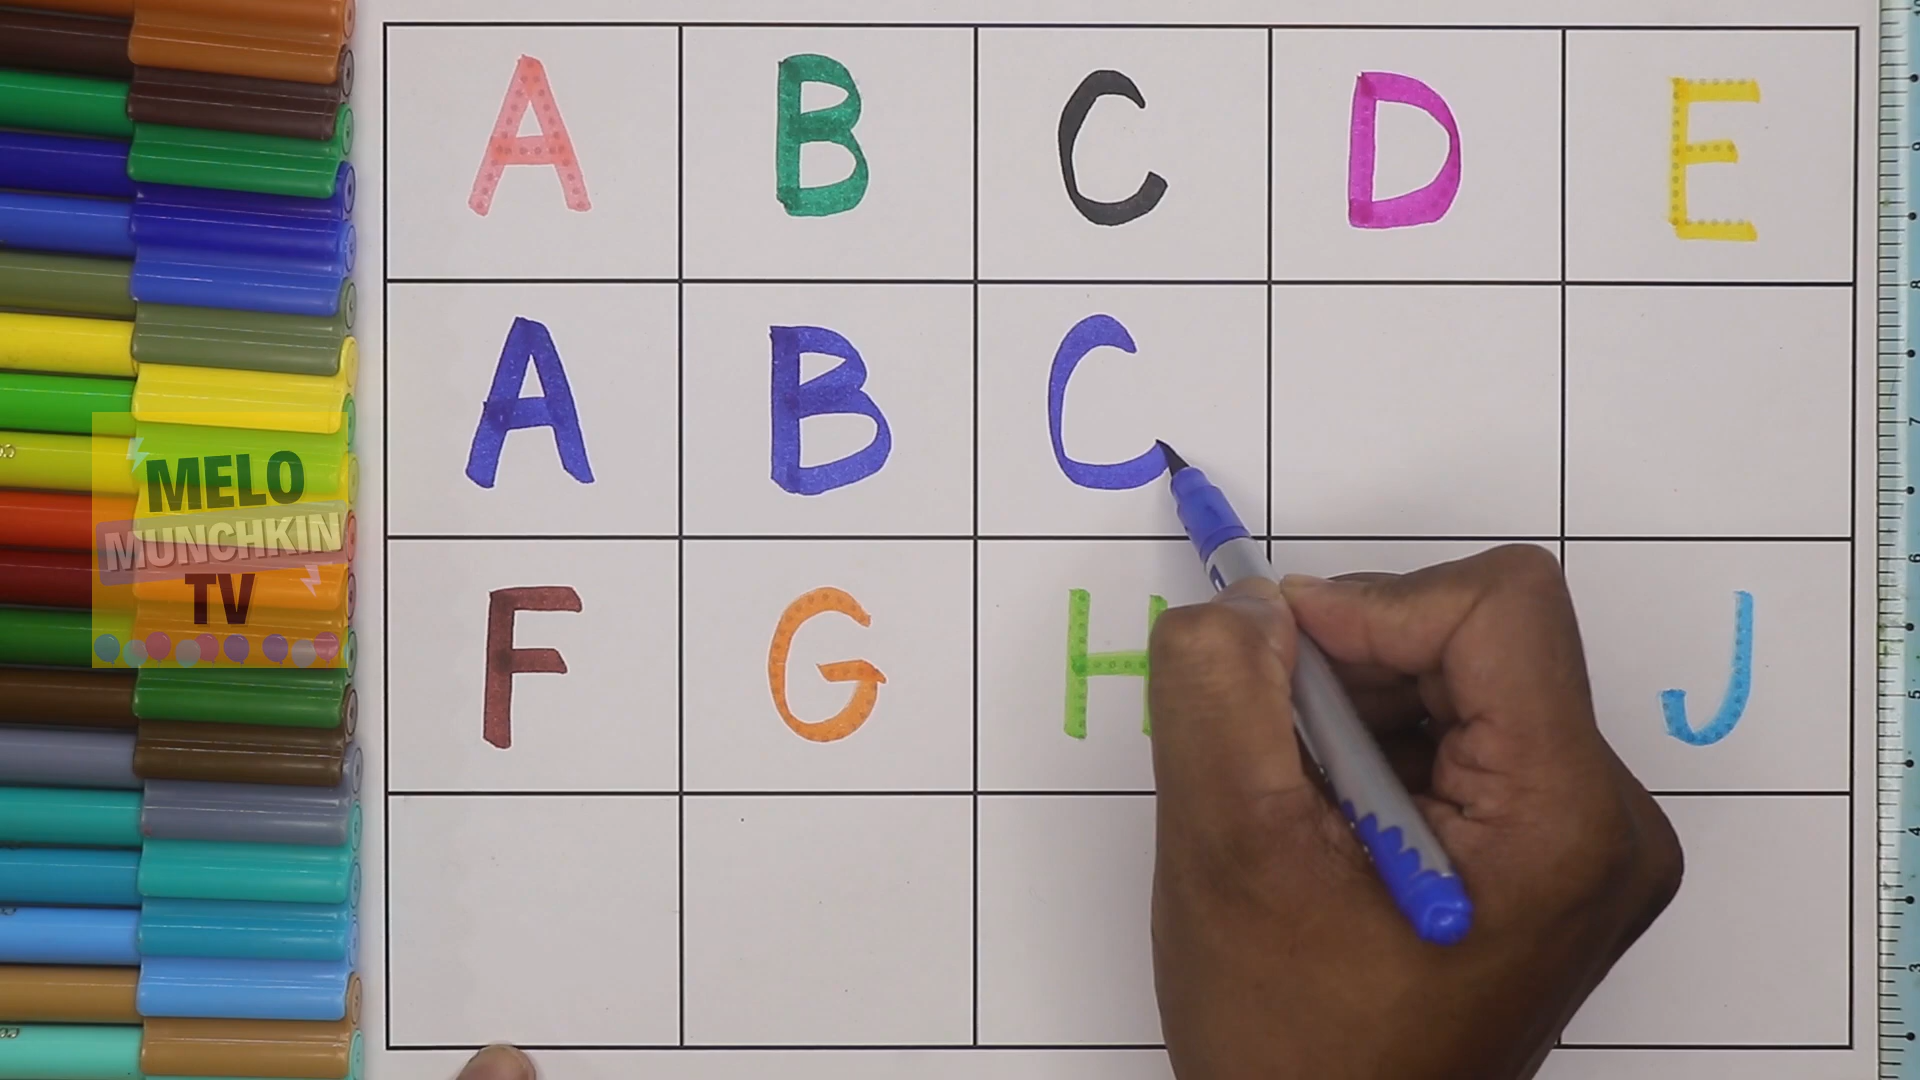 A B C D E
A B C
F G H J
MELO
MUNCHKIN
TV